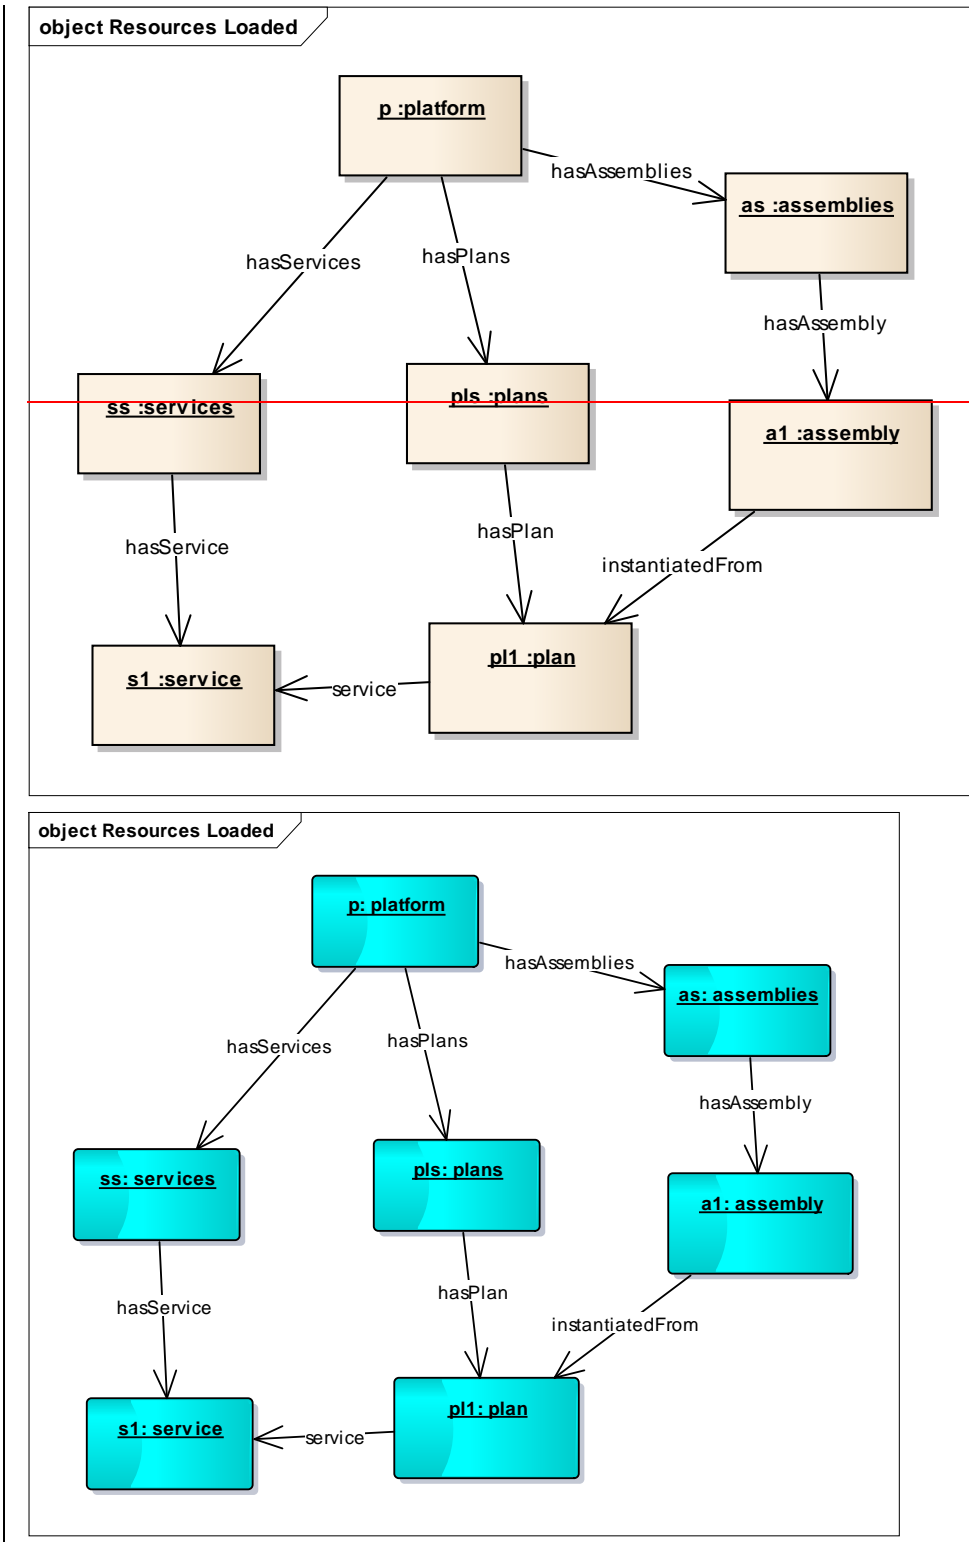 object Resources Loaded
p :platform
hasAssemblies
as :assemblies
hasServices
hasPlans
hasAssembly
ss :services
pls :plans
a1 :assembly
hasService
hasPlan
instantiatedFrom
s1 :service
pl1 :plan
service
object Resources Loaded
p: platform
hasAssemblies
as: assemblies
hasServices
hasPlans
hasAssembly
ss: services
pls: plans
a1: assembly
hasService
hasPlan
instantiatedFrom
s1: service
pl1: plan
service